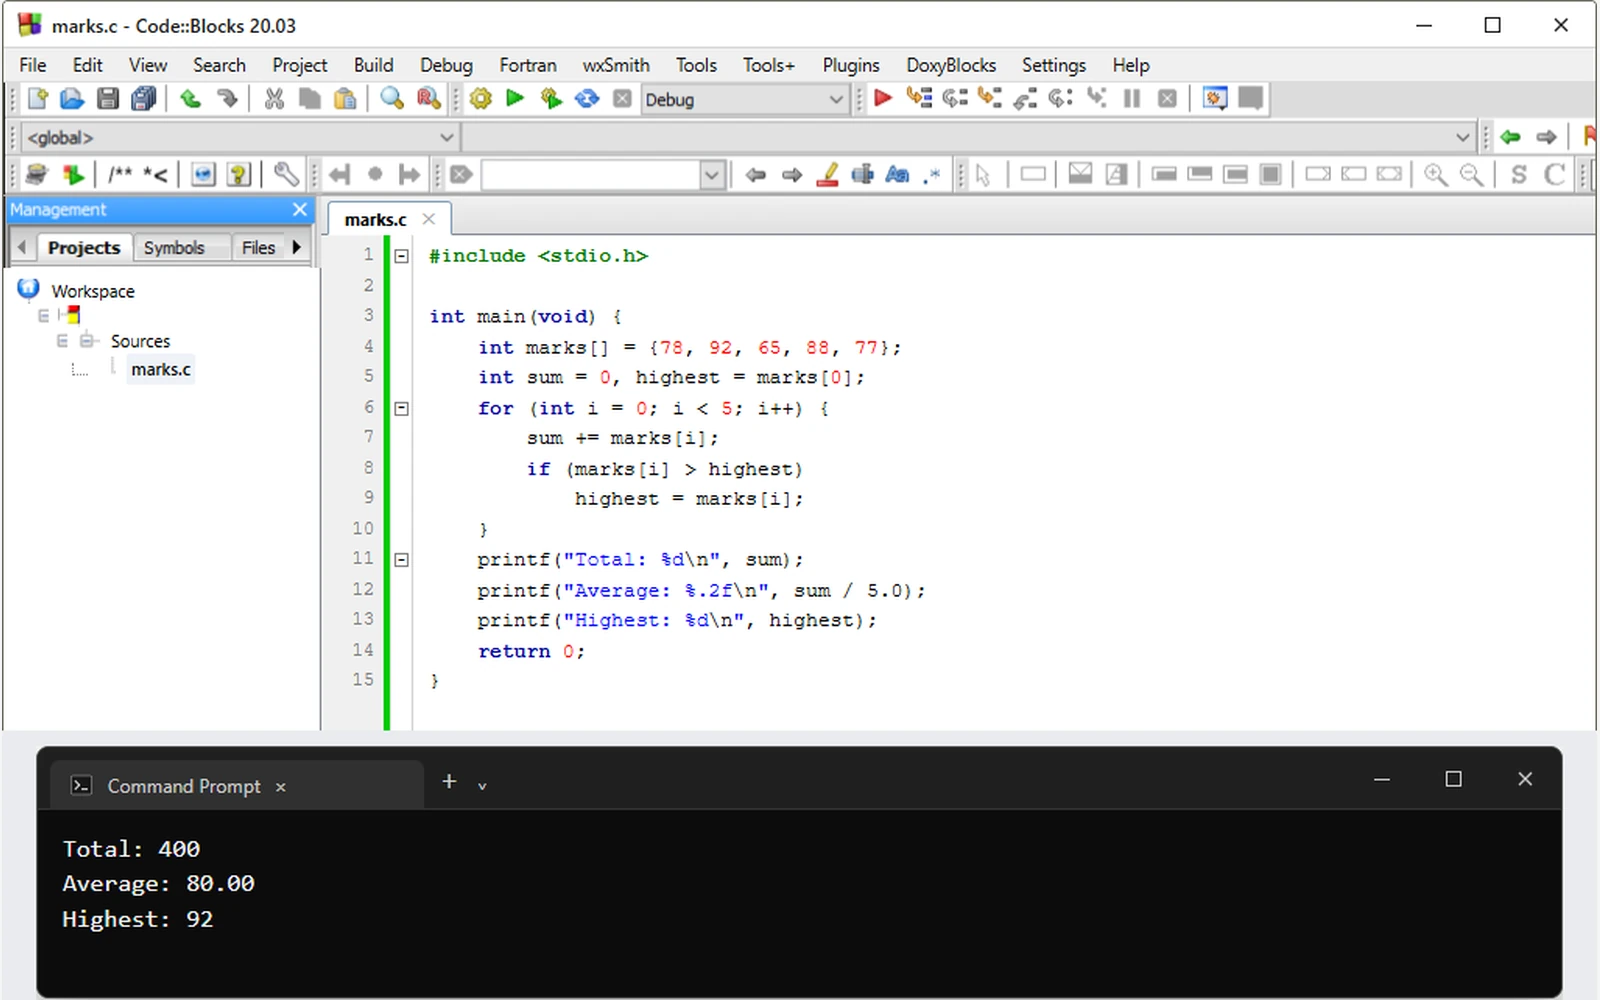 marks.c - Code::Blocks 20.03
File Edit View Search Project Build Debug Fortran wxSmith Tools Tools+ Plugins DoxyBlocks Settings Help
Debug
<global>
/** *< S C
Management
Projects Symbols Files
marks.c
Workspace
Sources
marks.c
1 #include <stdio.h>
2
3 int main(void) {
4     int marks[] = {78, 92, 65, 88, 77};
5     int sum = 0, highest = marks[0];
6     for (int i = 0; i < 5; i++) {
7         sum += marks[i];
8         if (marks[i] > highest)
9             highest = marks[i];
10     }
11     printf("Total: %d\n", sum);
12     printf("Average: %.2f\n", sum / 5.0);
13     printf("Highest: %d\n", highest);
14     return 0;
15 }
Command Prompt
Total: 400
Average: 80.00
Highest: 92